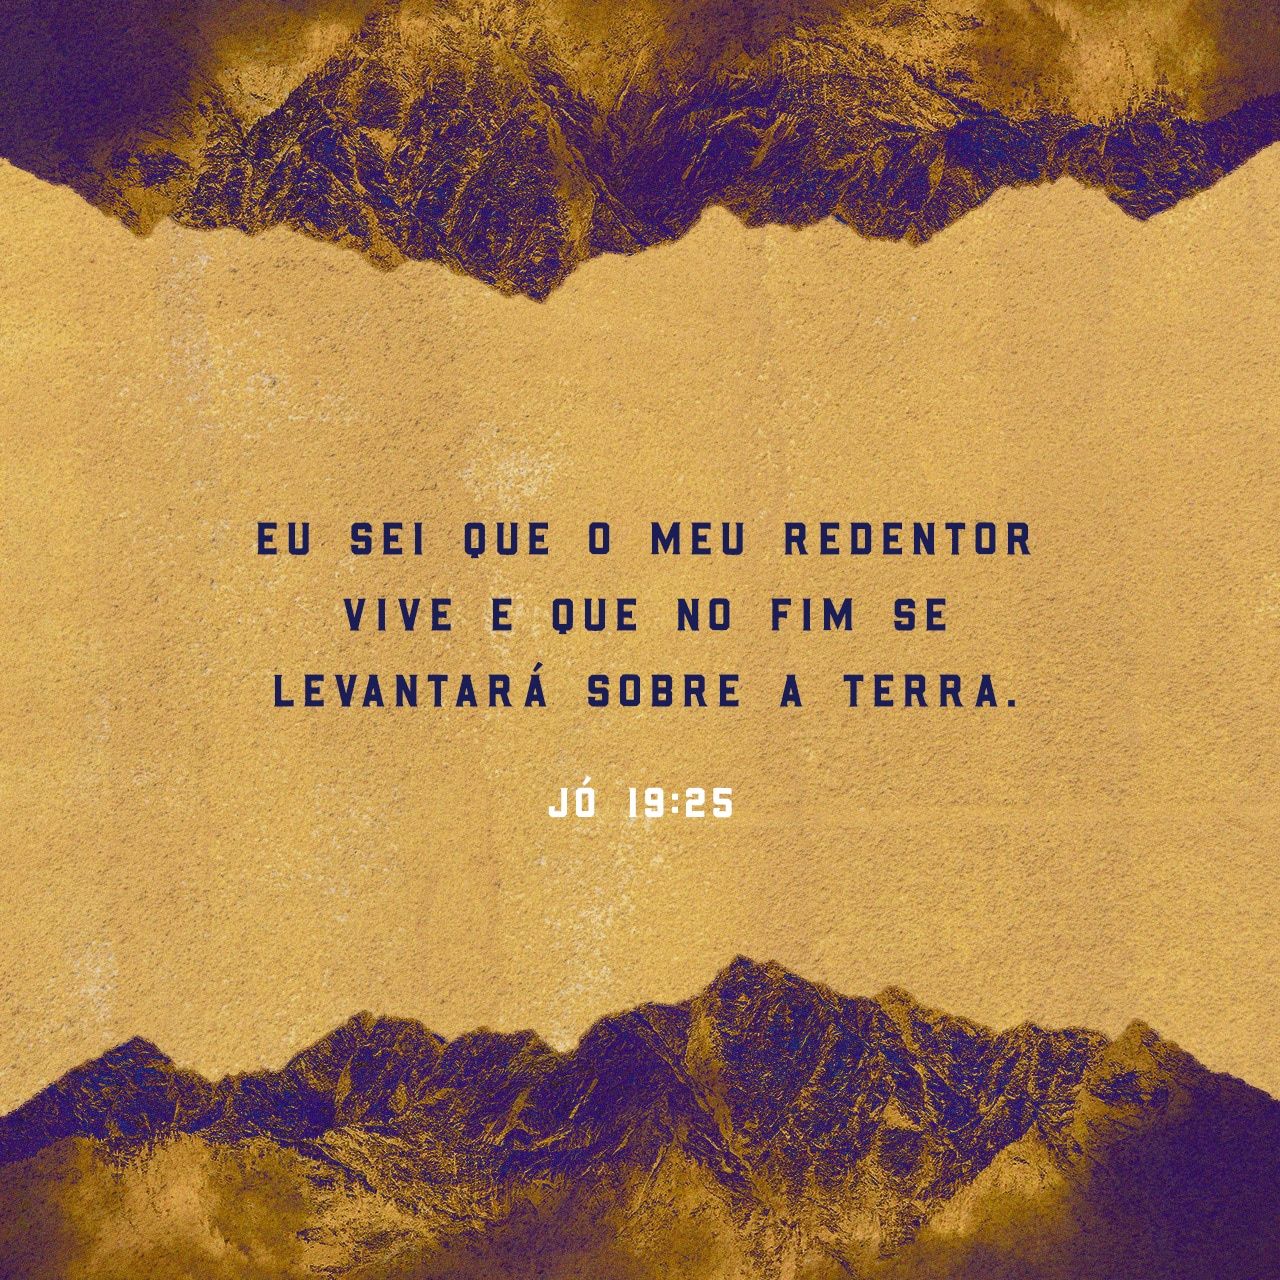 EU SEI QUE O MEU REDENTOR
VIVE E QUE NO FIM SE
LEVANTARÁ SOBRE A TERRA.
JÓ 19:25